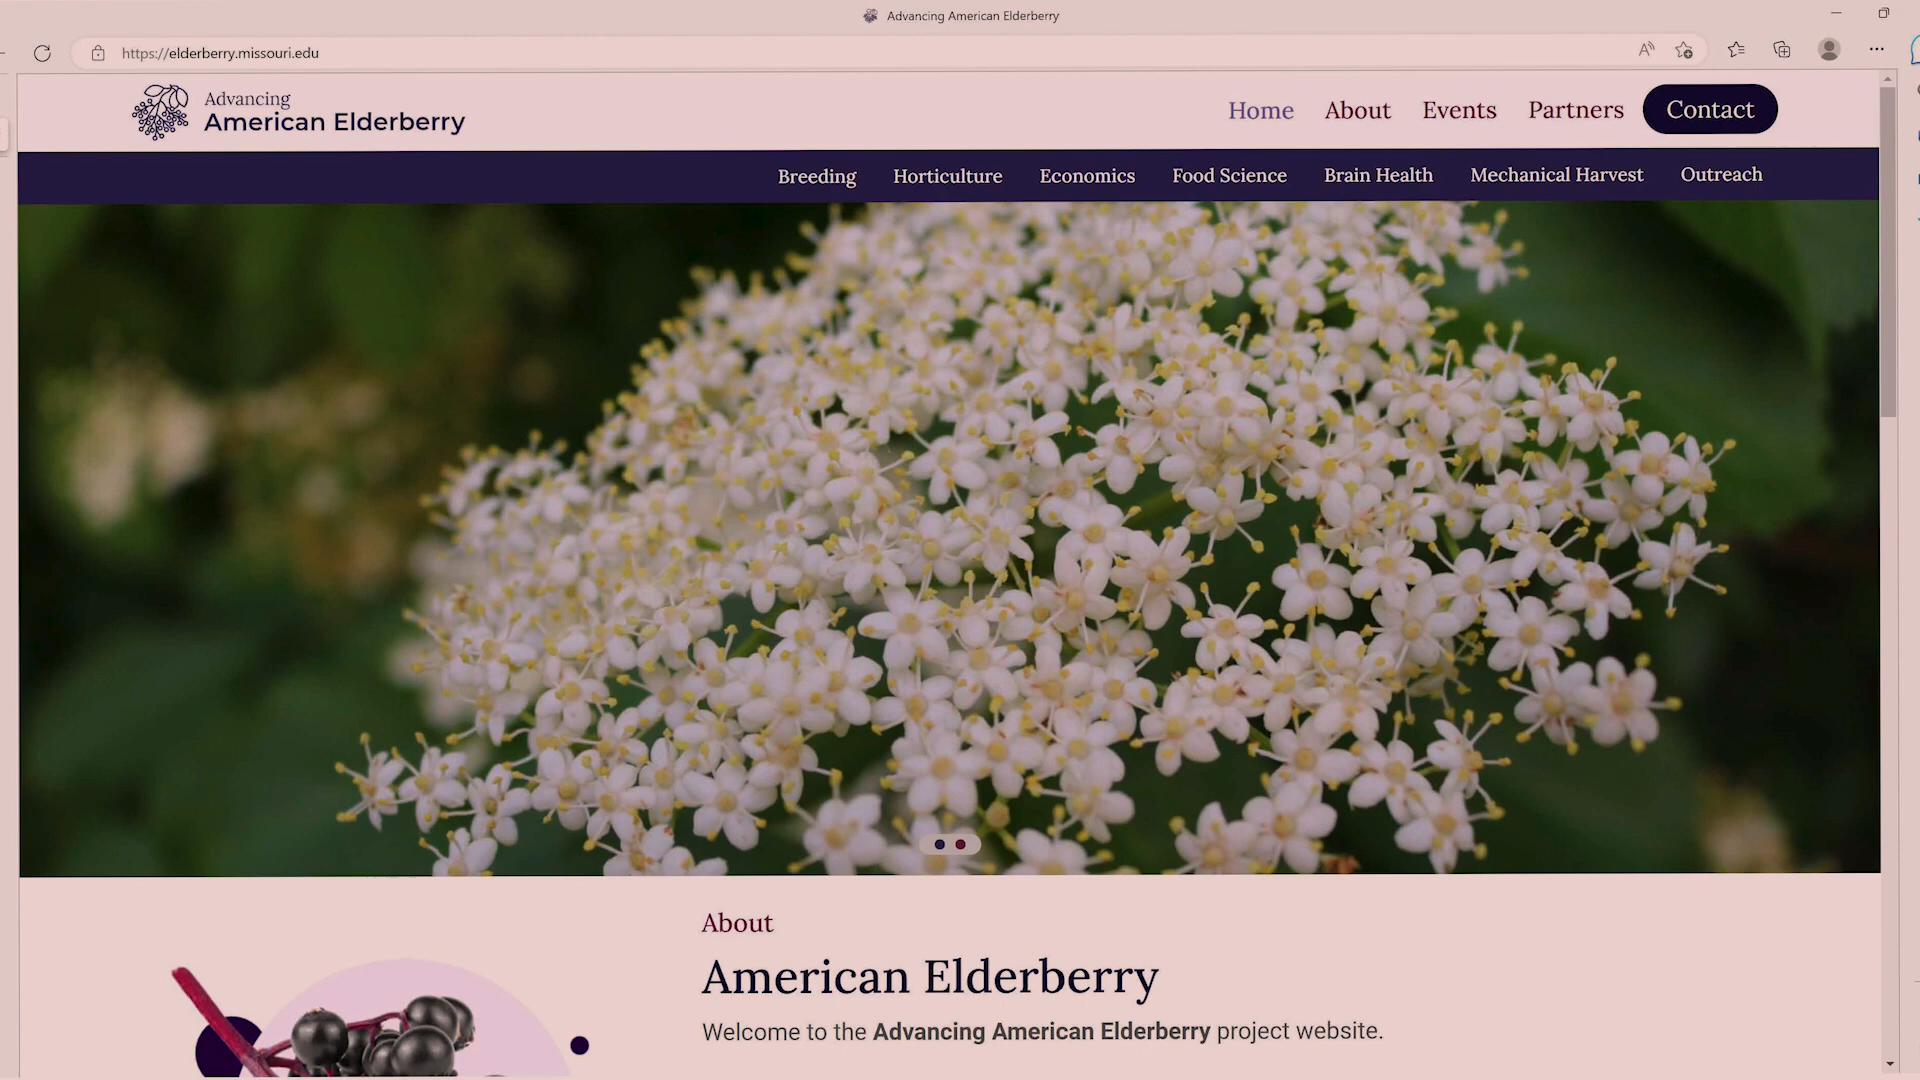 Advancing American Elderberry
https://elderberry.missouri.edu
Advancing
American Elderberry
Home About Events Partners Contact
Breeding Horticulture Economics Food Science Brain Health Mechanical Harvest Outreach
About
American Elderberry
Welcome to the Advancing American Elderberry project website.